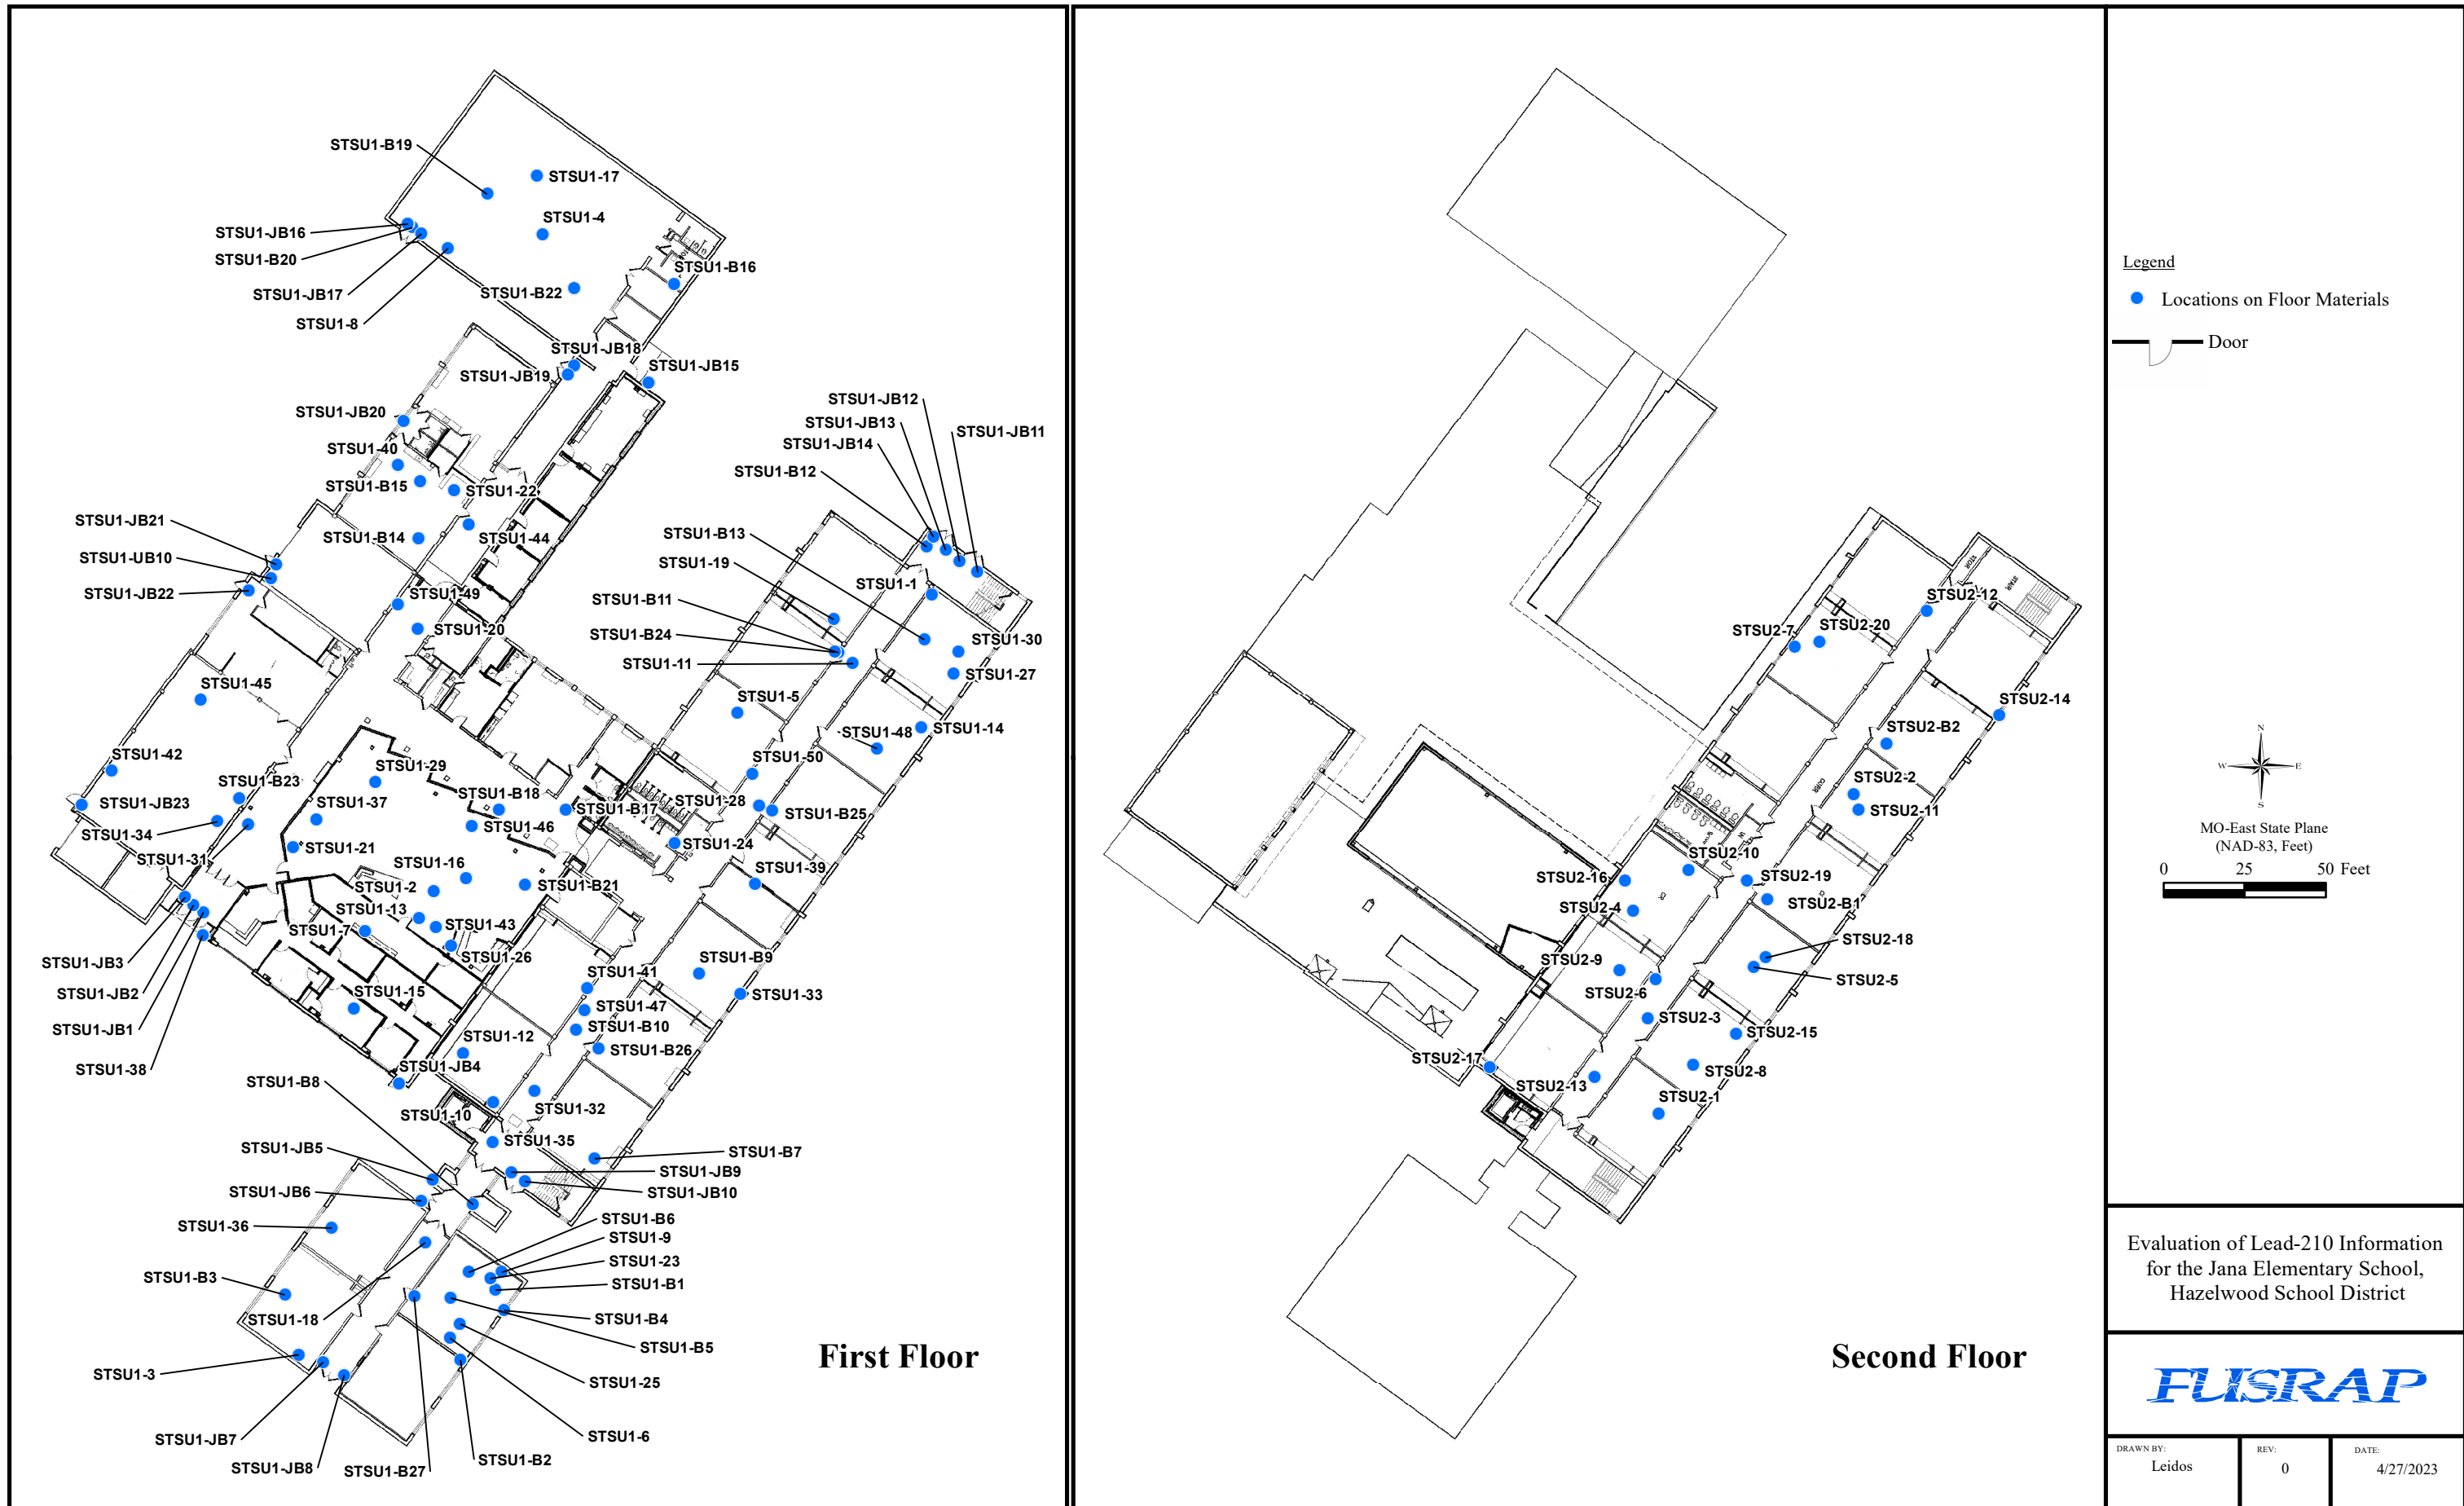 STSU1-B19
STSU1-17
STSU1-4
STSU1-JB16
STSU1-B20
STSU1-B16
STSU1-JB17
STSU1-B22
STSU1-8
STSU1-JB18
STSU1-JB15
STSU1-JB19
STSU1-JB20
STSU1-JB12
STSU1-JB13
STSU1-JB11
STSU1-JB14
STSU1-40
STSU1-B12
STSU1-B15
STSU1-22
STSU1-JB21
STSU1-B13
STSU1-B14
STSU1-44
STSU1-UB10
STSU1-19
STSU1-1
STSU1-JB22
STSU1-49
STSU1-B11
STSU1-20
STSU1-B24
STSU1-30
STSU1-11
STSU1-27
STSU1-45
STSU1-5
STSU1-14
STSU1-48
STSU1-42
STSU1-50
STSU1-29
STSU1-B23
STSU1-B18
STSU1-28
STSU1-JB23
STSU1-37
STSU1-B17
STSU1-B25
STSU1-34
STSU1-46
STSU1-24
STSU1-21
STSU1-31
STSU1-16
STSU1-39
STSU1-2
STSU1-B21
STSU1-13
STSU1-7
STSU1-43
STSU1-26
STSU1-B9
STSU1-JB3
STSU1-41
STSU1-JB2
STSU1-15
STSU1-33
STSU1-47
STSU1-JB1
STSU1-12
STSU1-B10
STSU1-B26
STSU1-38
STSU1-JB4
STSU1-B8
STSU1-10
STSU1-32
STSU1-35
STSU1-JB5
STSU1-B7
STSU1-JB9
STSU1-JB6
STSU1-JB10
STSU1-36
STSU1-B6
STSU1-9
STSU1-23
STSU1-B3
STSU1-B1
STSU1-18
STSU1-B4
STSU1-B5
STSU1-3
STSU1-25
STSU1-JB7
STSU1-6
STSU1-JB8
STSU1-B27
STSU1-B2
First Floor
STOR
STAIR
STSU2-12
STSU2-7
STSU2-20
STSU2-14
STSU2-B2
STSU2-2
CORR
STSU2-11
STSU2-10
STSU2-16
STSU2-19
STSU2-4
STSU2-B1
STSU2-18
STSU2-9
STSU2-5
STSU2-6
STSU2-3
STSU2-15
STSU2-17
STSU2-8
STSU2-13
STSU2-1
Second Floor
Legend
Locations on Floor Materials
Door
N
W E
S
MO-East State Plane
(NAD-83, Feet)
0 25 50 Feet
Evaluation of Lead-210 Information
for the Jana Elementary School,
Hazelwood School District
FUSRAP
DRAWN BY:
Leidos
REV:
0
DATE:
4/27/2023